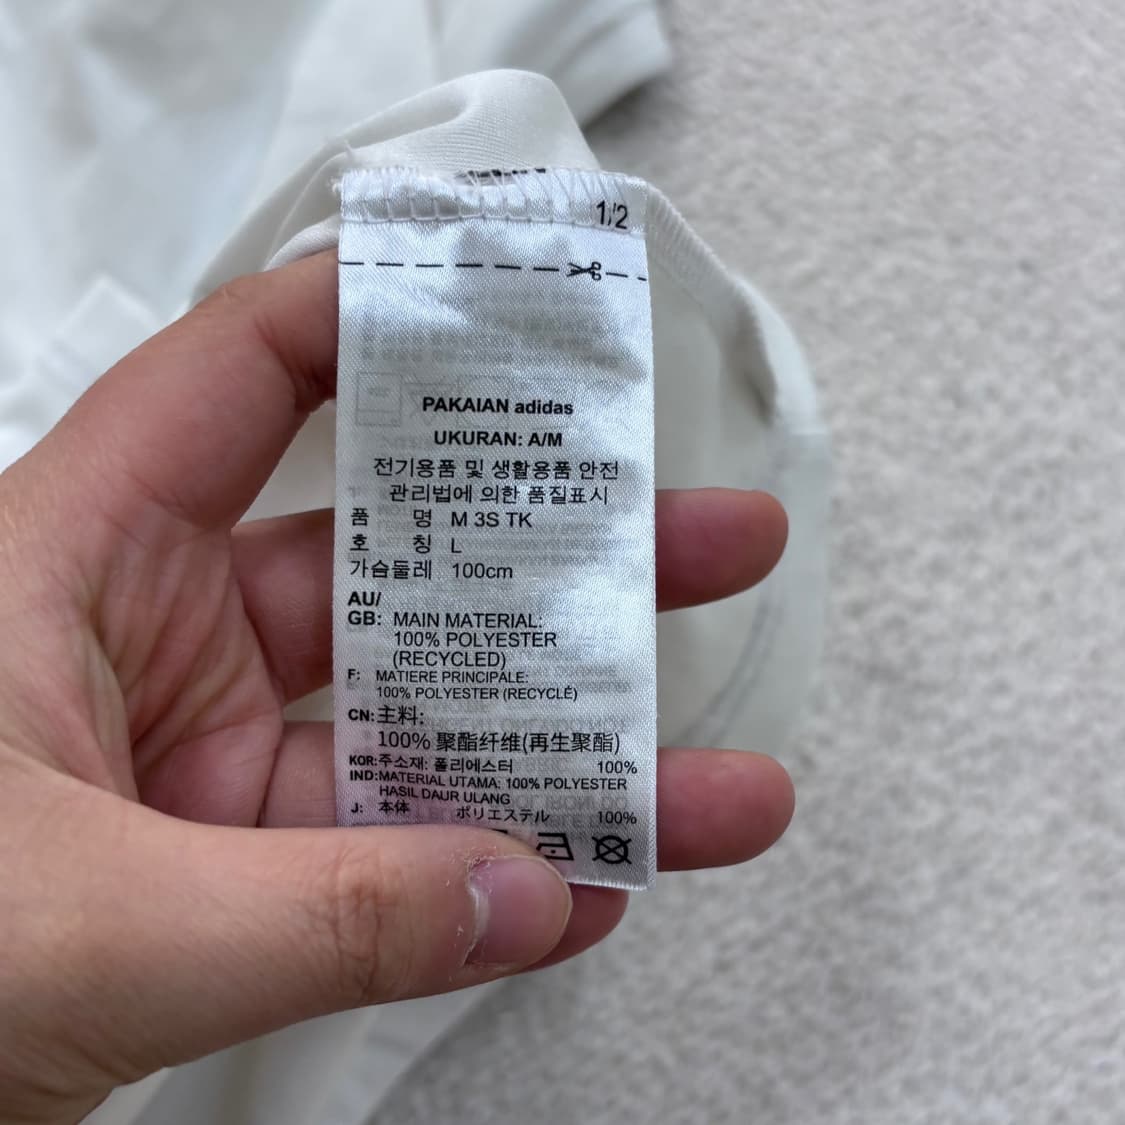 1/2
PAKAIAN adidas
UKURAN: A/M
전기용품 및 생활용품 안전
관리법에 의한 품질표시
품 명 M 3S TK
호 칭 L
가슴둘레 100cm
AU/
GB: MAIN MATERIAL:
100% POLYESTER
(RECYCLED)
F: MATIERE PRINCIPALE:
100% POLYESTER (RECYCLÉ)
CN: 主料:
100% 聚酯纤维(再生聚酯)
KOR: 주소재: 폴리에스터 100%
IND: MATERIAL UTAMA: 100% POLYESTER
HASIL DAUR ULANG
J: 本体 ポリエステル 100%